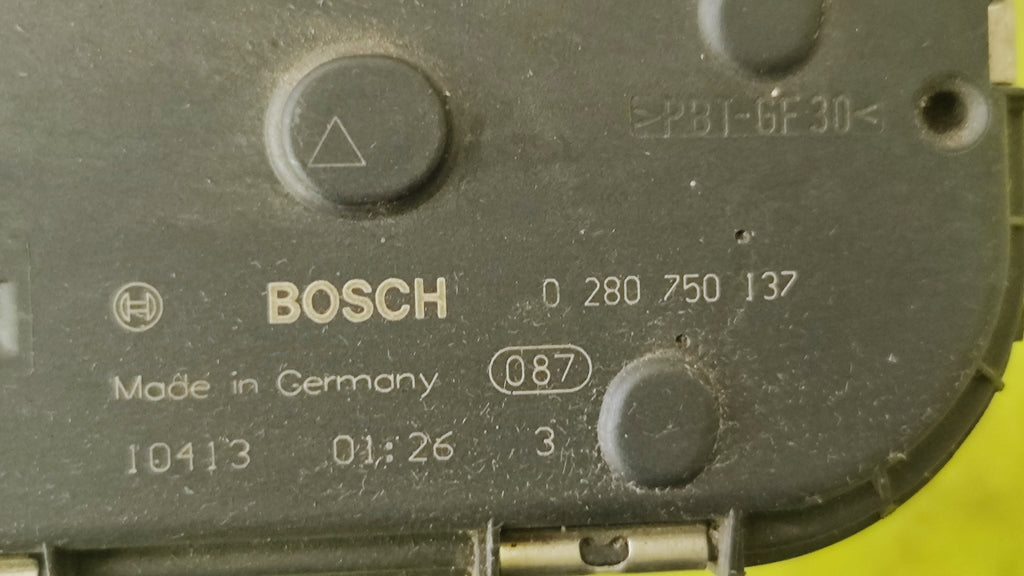 >PBT-GF30<
BOSCH 0 280 750 137
Made in Germany 087
10413 01:26 3